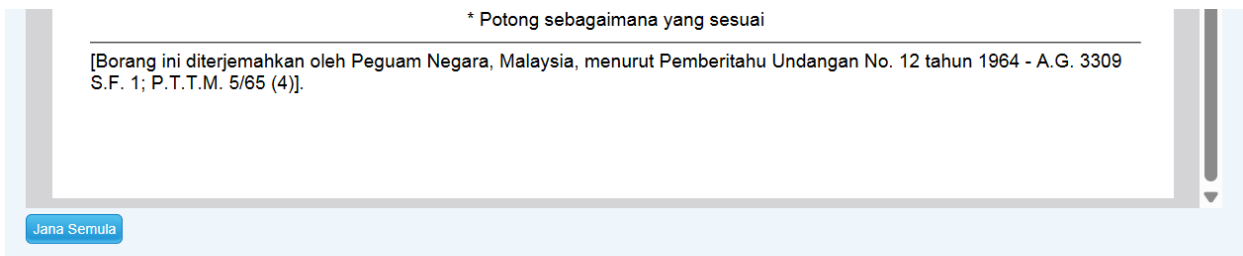 * Potong sebagaimana yang sesuai
[Borang ini diterjemahkan oleh Peguam Negara, Malaysia, menurut Pemberitahu Undangan No. 12 tahun 1964 - A.G. 3309
S.F. 1; P.T.T.M. 5/65 (4)].
Jana Semula